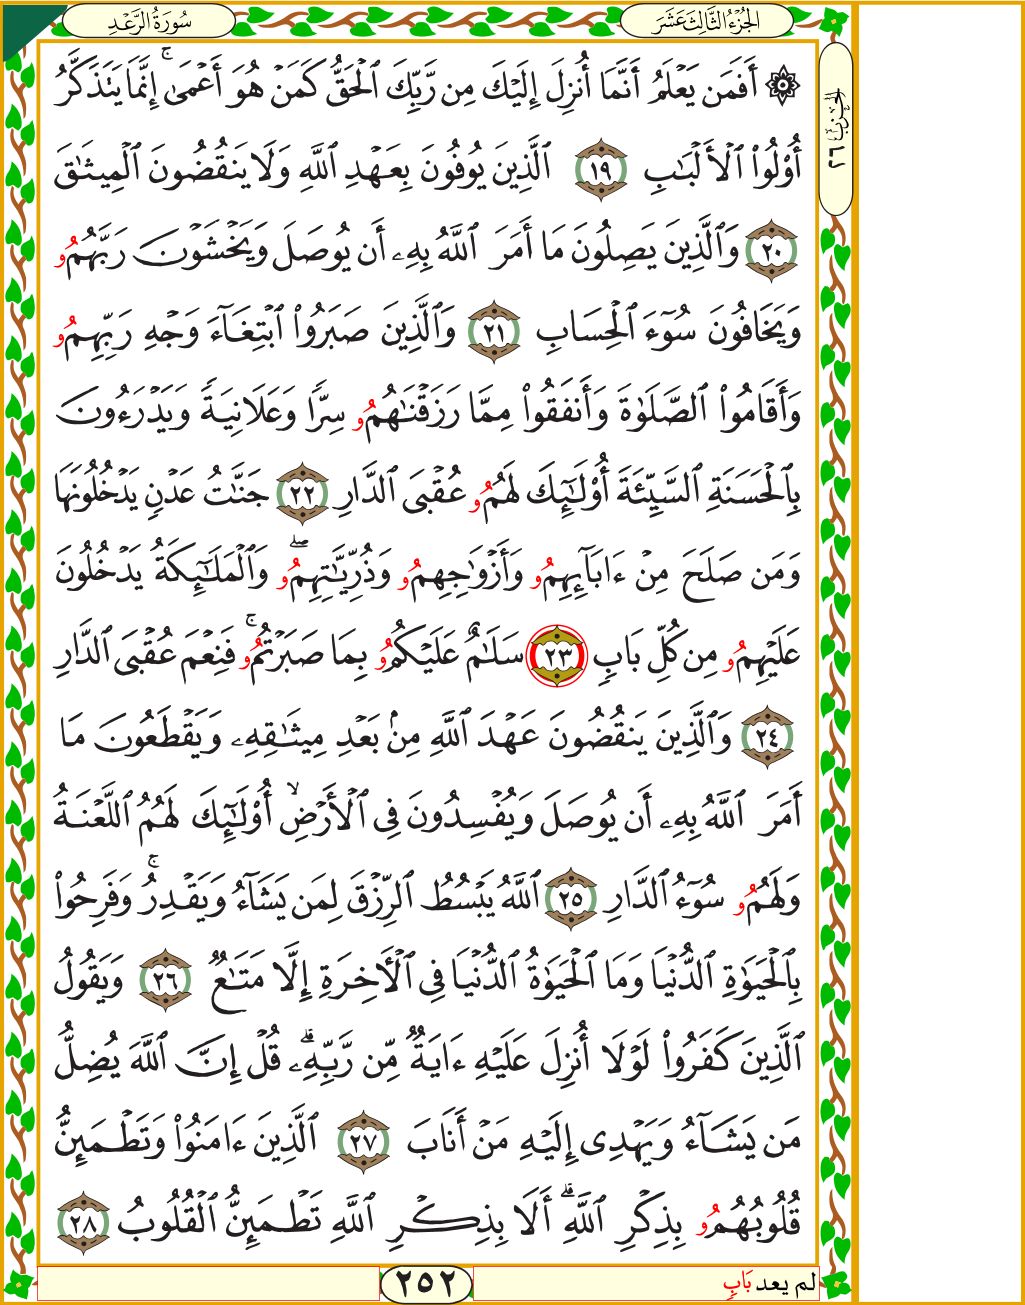 سُورَةُ الرَّعْدِ
الجُزْءُ الثَّالِثَ عَشَرَ
الحزب ٢٦
۞ أَفَمَن يَعْلَمُ أَنَّمَا أُنزِلَ إِلَيْكَ مِن رَّبِّكَ ٱلْحَقُّ كَمَنْ هُوَ أَعْمَىٰٓ ۚ إِنَّمَا يَتَذَكَّرُ
أُوْلُواْ ٱلْأَلْبَٰبِ ١٩ ٱلَّذِينَ يُوفُونَ بِعَهْدِ ٱللَّهِ وَلَا يَنقُضُونَ ٱلْمِيثَٰقَ
٢٠ وَٱلَّذِينَ يَصِلُونَ مَا أَمَرَ ٱللَّهُ بِهِۦ أَن يُوصَلَ وَيَخْشَوْنَ رَبَّهُمُۥ
وَيَخَافُونَ سُوٓءَ ٱلْحِسَابِ ٢١ وَٱلَّذِينَ صَبَرُواْ ٱبْتِغَآءَ وَجْهِ رَبِّهِمُۥ
وَأَقَامُواْ ٱلصَّلَوٰةَ وَأَنفَقُواْ مِمَّا رَزَقْنَٰهُمُۥ سِرًّا وَعَلَانِيَةً وَيَدْرَءُونَ
بِٱلْحَسَنَةِ ٱلسَّيِّئَةَ أُوْلَٰٓئِكَ لَهُمُۥ عُقْبَى ٱلدَّارِ ٢٢ جَنَّٰتُ عَدْنٍ يَدْخُلُونَهَا
وَمَن صَلَحَ مِنْ ءَابَآئِهِمُۥ وَأَزْوَٰجِهِمُۥ وَذُرِّيَّٰتِهِمُۥ ۖ وَٱلْمَلَٰٓئِكَةُ يَدْخُلُونَ
عَلَيْهِمُۥ مِن كُلِّ بَابٍ ٢٣ سَلَٰمٌ عَلَيْكُمُۥ بِمَا صَبَرْتُمُۥ ۚ فَنِعْمَ عُقْبَى ٱلدَّارِ
٢٤ وَٱلَّذِينَ يَنقُضُونَ عَهْدَ ٱللَّهِ مِنۢ بَعْدِ مِيثَٰقِهِۦ وَيَقْطَعُونَ مَا
أَمَرَ ٱللَّهُ بِهِۦ أَن يُوصَلَ وَيُفْسِدُونَ فِى ٱلْأَرْضِ ۙ أُوْلَٰٓئِكَ لَهُمُ ٱللَّعْنَةُ
وَلَهُمُۥ سُوٓءُ ٱلدَّارِ ٢٥ ٱللَّهُ يَبْسُطُ ٱلرِّزْقَ لِمَن يَشَآءُ وَيَقْدِرُ ۚ وَفَرِحُواْ
بِٱلْحَيَوٰةِ ٱلدُّنْيَا وَمَا ٱلْحَيَوٰةُ ٱلدُّنْيَا فِى ٱلْأَخِرَةِ إِلَّا مَتَٰعٌ ٢٦ وَيَقُولُ
ٱلَّذِينَ كَفَرُواْ لَوْلَا أُنزِلَ عَلَيْهِ ءَايَةٌ مِّن رَّبِّهِۦ ۗ قُلْ إِنَّ ٱللَّهَ يُضِلُّ
مَن يَشَآءُ وَيَهْدِى إِلَيْهِ مَنْ أَنَابَ ٢٧ ٱلَّذِينَ ءَامَنُواْ وَتَطْمَئِنُّ
قُلُوبُهُمُۥ بِذِكْرِ ٱللَّهِ ۗ أَلَا بِذِكْرِ ٱللَّهِ تَطْمَئِنُّ ٱلْقُلُوبُ ٢٨
لم يعد بَابٍ
٢٥٢